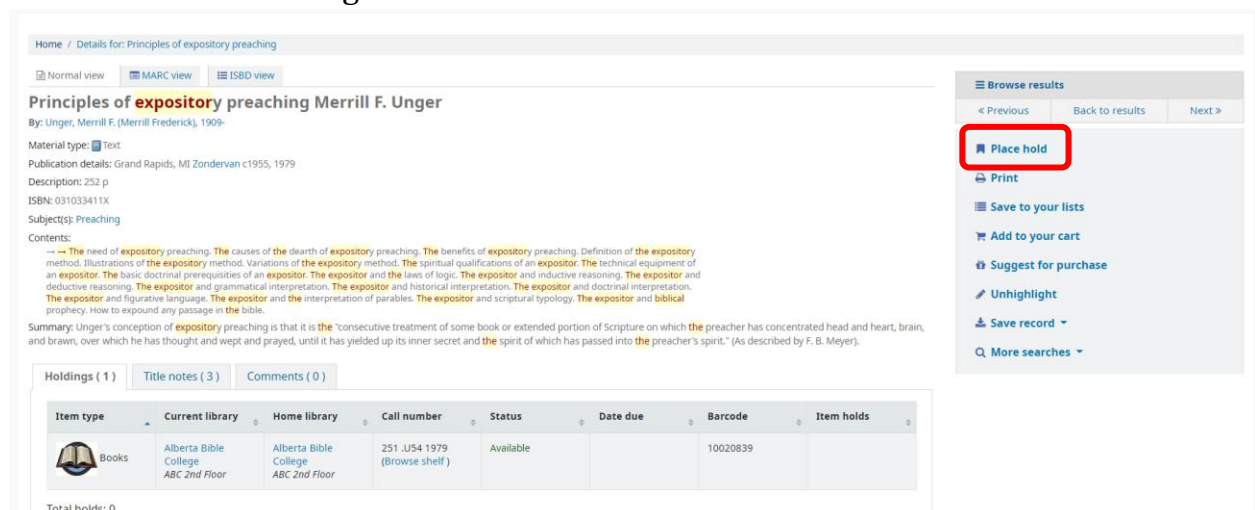 Home / Details for: Principles of expository preaching
Normal view MARC view ISBD view
Principles of expository preaching Merrill F. Unger
By: Unger, Merrill F. (Merrill Frederick), 1909-
Material type: Text
Publication details: Grand Rapids, MI Zondervan c1955, 1979
Description: 252 p
ISBN: 031033411X
Subject(s): Preaching
Contents:
→ → The need of expository preaching. The causes of the dearth of expository preaching. The benefits of expository preaching. Definition of the expository
method. Illustrations of the expository method. Variations of the expository method. The spiritual qualifications of an expositor. The technical equipment of
an expositor. The basic doctrinal prerequisities of an expositor. The expositor and the laws of logic. The expositor and inductive reasoning. The expositor and
deductive reasoning. The expositor and grammatical interpretation. The expositor and historical interpretation. The expositor and doctrinal interpretation.
The expositor and figurative language. The expositor and the interpretation of parables. The expositor and scriptural typology. The expositor and biblical
prophecy. How to expound any passage in the bible.
Summary: Unger's conception of expository preaching is that it is the "consecutive treatment of some book or extended portion of Scripture on which the preacher has concentrated head and heart, brain,
and brawn, over which he has thought and wept and prayed, until it has yielded up its inner secret and the spirit of which has passed into the preacher's spirit." (As described by F. B. Meyer).
Holdings ( 1 ) Title notes ( 3 ) Comments ( 0 )
Item type Current library Home library Call number Status Date due Barcode Item holds
Books Alberta Bible College ABC 2nd Floor Alberta Bible College ABC 2nd Floor 251 .U54 1979 (Browse shelf) Available 10020839
Total holds: 0
Browse results
« Previous Back to results Next »
Place hold
Print
Save to your lists
Add to your cart
Suggest for purchase
Unhighlight
Save record
More searches